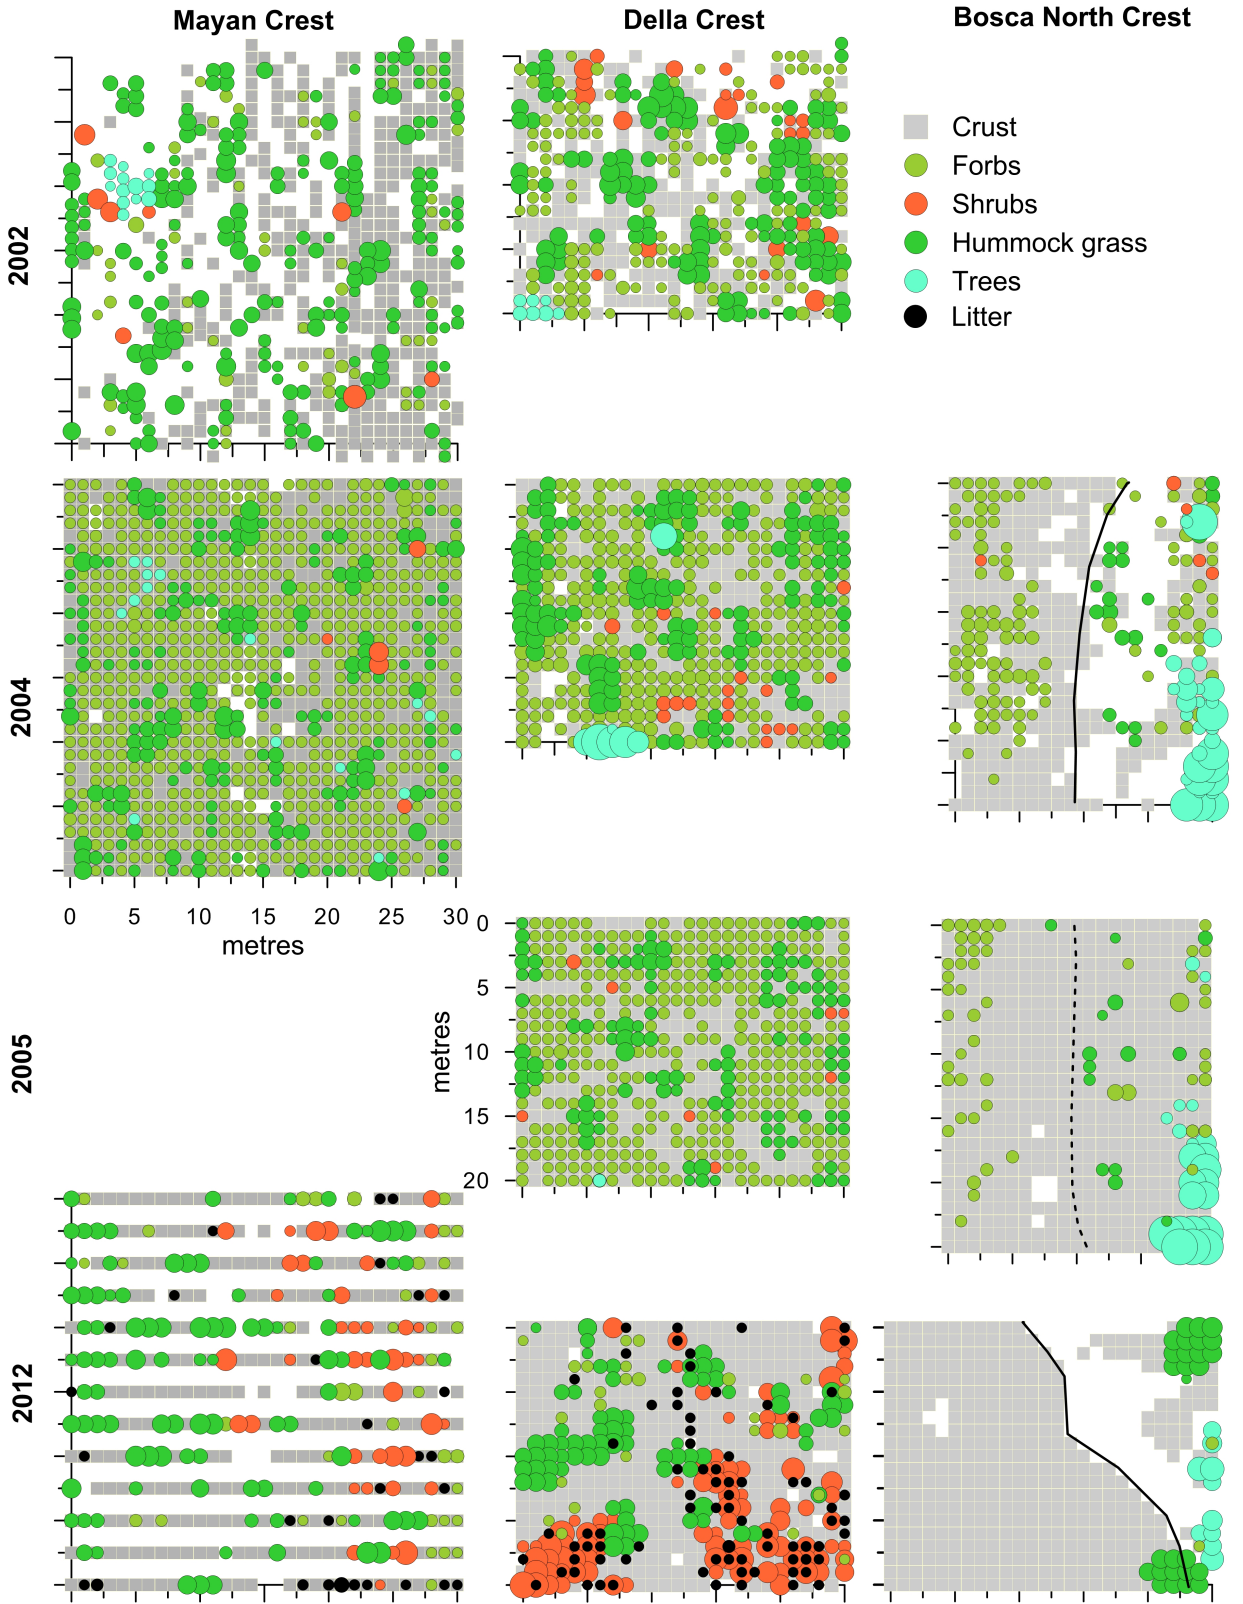 Mayan Crest
Della Crest
Bosca North Crest
Crust
Forbs
Shrubs
Hummock grass
Trees
Litter
2002
2004
0 5 10 15 20 25 30
metres
2005
0
5
10
15
20
metres
2012